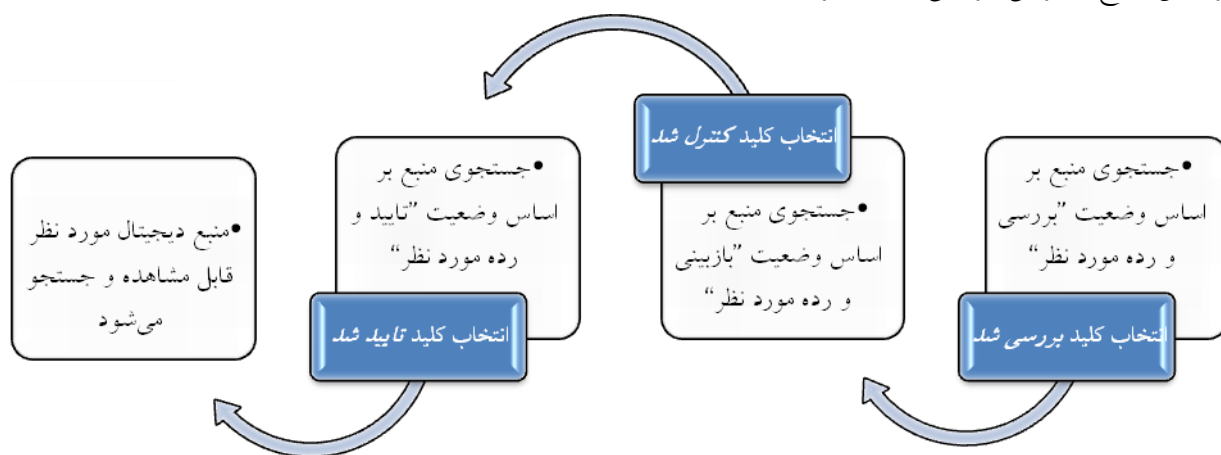 •جستجوی منبع بر
اساس وضعیت ”بررسی
و رده مورد نظر“
انتخاب کلید بررسی شد
انتخاب کلید کنترل شد
•جستجوی منبع بر
اساس وضعیت ”بازبینی
و رده مورد نظر“
•جستجوی منبع بر
اساس وضعیت ”تایید و
رده مورد نظر“
انتخاب کلید تایید شد
•منبع دیجیتال مورد نظر
قابل مشاهده و جستجو
می‌شود